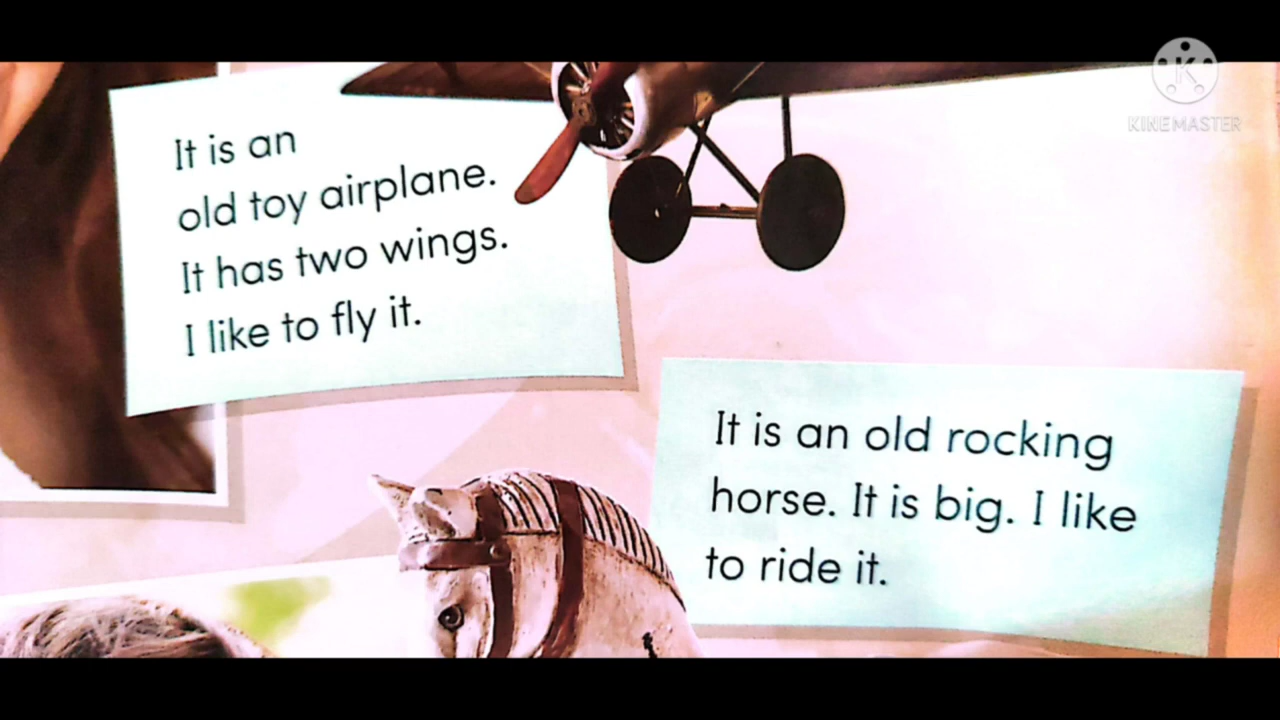 It is an
old toy airplane.
It has two wings.
I like to fly it.
It is an old rocking
horse. It is big. I like
to ride it.
K
KINEMASTER